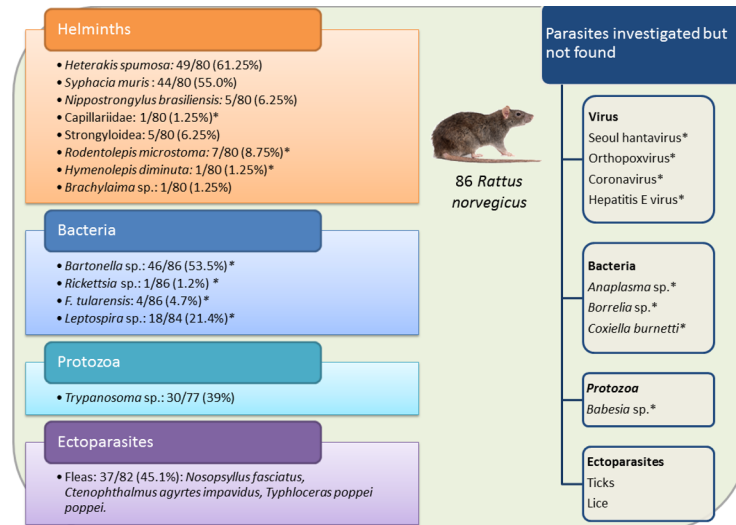 Helminths
• Heterakis spumosa: 49/80 (61.25%)
• Syphacia muris : 44/80 (55.0%)
• Nippostrongylus brasiliensis: 5/80 (6.25%)
• Capillariidae: 1/80 (1.25%)*
• Strongyloidea: 5/80 (6.25%)
• Rodentolepis microstoma: 7/80 (8.75%)*
• Hymenolepis diminuta: 1/80 (1.25%)*
• Brachylaima sp.: 1/80 (1.25%)
Bacteria
• Bartonella sp.: 46/86 (53.5%)*
• Rickettsia sp.: 1/86 (1.2%)*
• F. tularensis: 4/86 (4.7%)*
• Leptospira sp.: 18/84 (21.4%)*
Protozoa
• Trypanosoma sp.: 30/77 (39%)
Ectoparasites
• Fleas: 37/82 (45.1%): Nosopsyllus fasciatus,
Ctenophthalmus agyrtes impavidus, Typhloceras poppei
poppei.
86 Rattus
norvegicus
Parasites investigated but
not found
Virus
Seoul hantavirus*
Orthopoxvirus*
Coronavirus*
Hepatitis E virus*
Bacteria
Anaplasma sp.*
Borrelia sp.*
Coxiella burnetti*
Protozoa
Babesia sp.*
Ectoparasites
Ticks
Lice